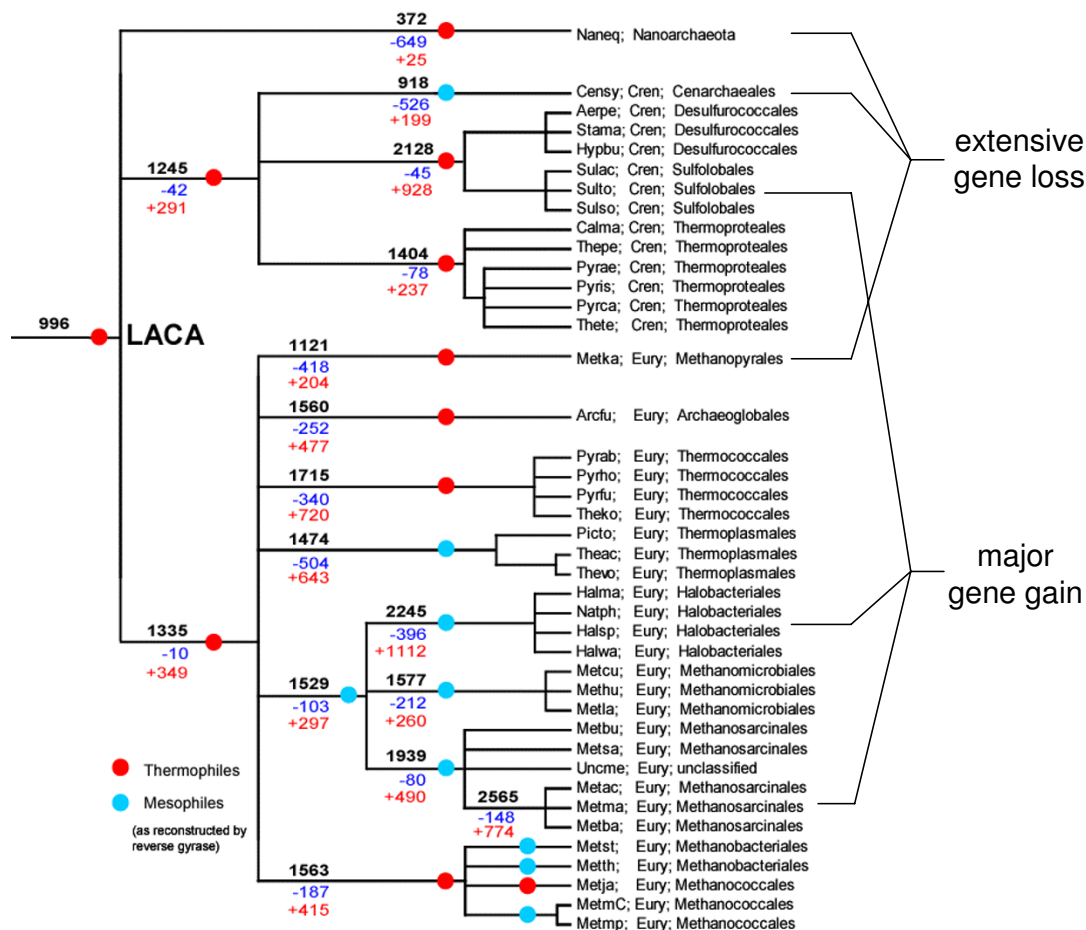 372
-649
+25
Naneq; Nanoarchaeota
918
-526
+199
Censy; Cren; Cenarchaeales
Aerpe; Cren; Desulfurococcales
Stama; Cren; Desulfurococcales
Hypbu; Cren; Desulfurococcales
2128
-45
+928
Sulac; Cren; Sulfolobales
Sulto; Cren; Sulfolobales
Sulso; Cren; Sulfolobales
1245
-42
+291
Calma; Cren; Thermoproteales
Thepe; Cren; Thermoproteales
Pyrae; Cren; Thermoproteales
Pyris; Cren; Thermoproteales
Pyrca; Cren; Thermoproteales
Thete; Cren; Thermoproteales
1404
-78
+237
extensive
gene loss
996
LACA
1121
-418
+204
Metka; Eury; Methanopyrales
1560
-252
+477
Arcfu; Eury; Archaeoglobales
1715
-340
+720
Pyrab; Eury; Thermococcales
Pyrho; Eury; Thermococcales
Pyrfu; Eury; Thermococcales
Theko; Eury; Thermococcales
1474
-504
+643
Picto; Eury; Thermoplasmales
Theac; Eury; Thermoplasmales
Thevo; Eury; Thermoplasmales
major
gene gain
1335
-10
+349
2245
-396
+1112
Halma; Eury; Halobacteriales
Natph; Eury; Halobacteriales
Halsp; Eury; Halobacteriales
Halwa; Eury; Halobacteriales
1529
-103
+297
1577
-212
+260
Metcu; Eury; Methanomicrobiales
Methu; Eury; Methanomicrobiales
Metla; Eury; Methanomicrobiales
1939
-80
+490
Metbu; Eury; Methanosarcinales
Metsa; Eury; Methanosarcinales
Uncme; Eury; unclassified
2565
-148
+774
Metac; Eury; Methanosarcinales
Metma; Eury; Methanosarcinales
Metba; Eury; Methanosarcinales
Thermophiles
Mesophiles
(as reconstructed by
reverse gyrase)
1563
-187
+415
Metst; Eury; Methanobacteriales
Metth; Eury; Methanobacteriales
Metja; Eury; Methanococcales
MetmC; Eury; Methanococcales
Metmp; Eury; Methanococcales